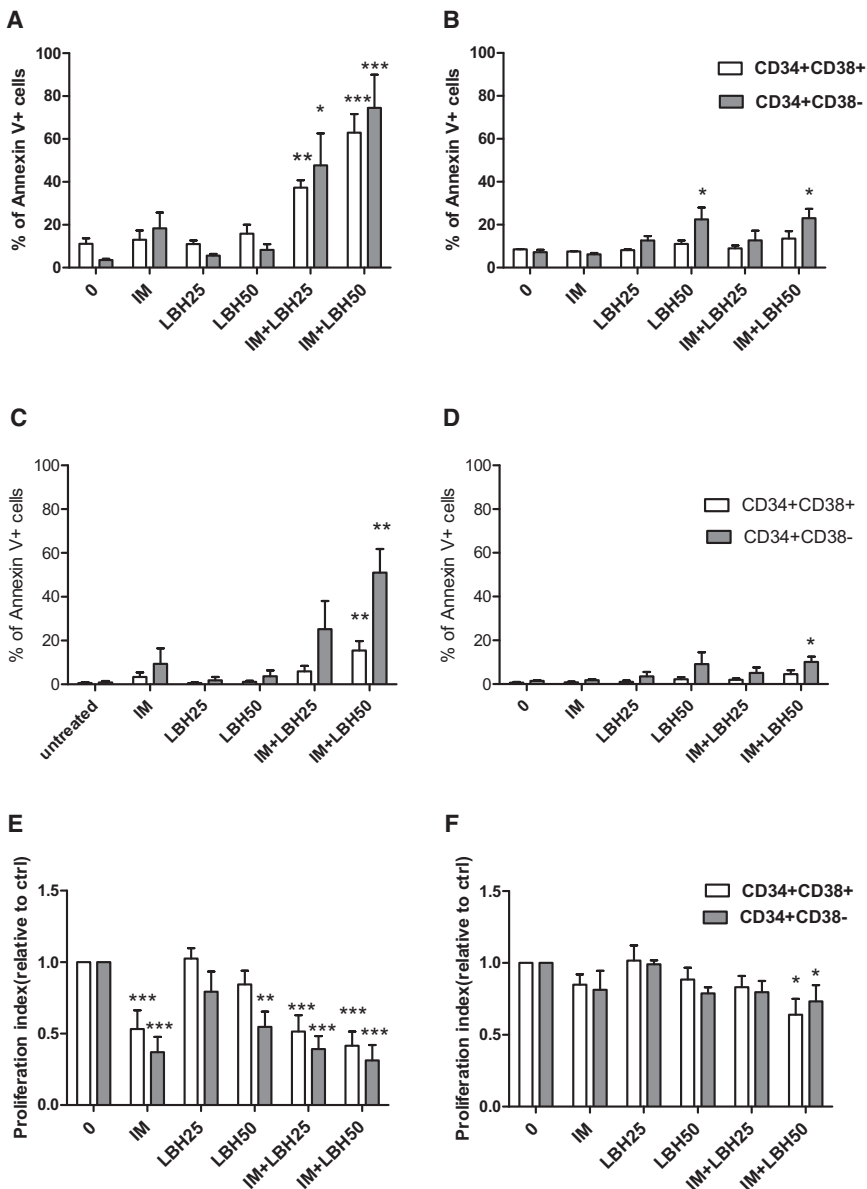 A
% of Annexin V+ cells
100
80
60
40
20
0
** * *** ***
0 IM LBH25 LBH50 IM+LBH25 IM+LBH50
B
% of Annexin V+ cells
100
80
60
40
20
0
* *
CD34+CD38+
CD34+CD38-
0 IM LBH25 LBH50 IM+LBH25 IM+LBH50
C
% of Annexin V+ cells
100
80
60
40
20
0
** **
untreated IM LBH25 LBH50 IM+LBH25 IM+LBH50
D
% of Annexin V+ cells
100
80
60
40
20
0
*
CD34+CD38+
CD34+CD38-
0 IM LBH25 LBH50 IM+LBH25 IM+LBH50
E
Proliferation index(relative to ctrl)
1.5
1.0
0.5
0.0
*** *** ** *** *** *** ***
0 IM LBH25 LBH50 IM+LBH25 IM+LBH50
F
Proliferation index(relative to ctrl)
1.5
1.0
0.5
0.0
* *
CD34+CD38+
CD34+CD38-
0 IM LBH25 LBH50 IM+LBH25 IM+LBH50